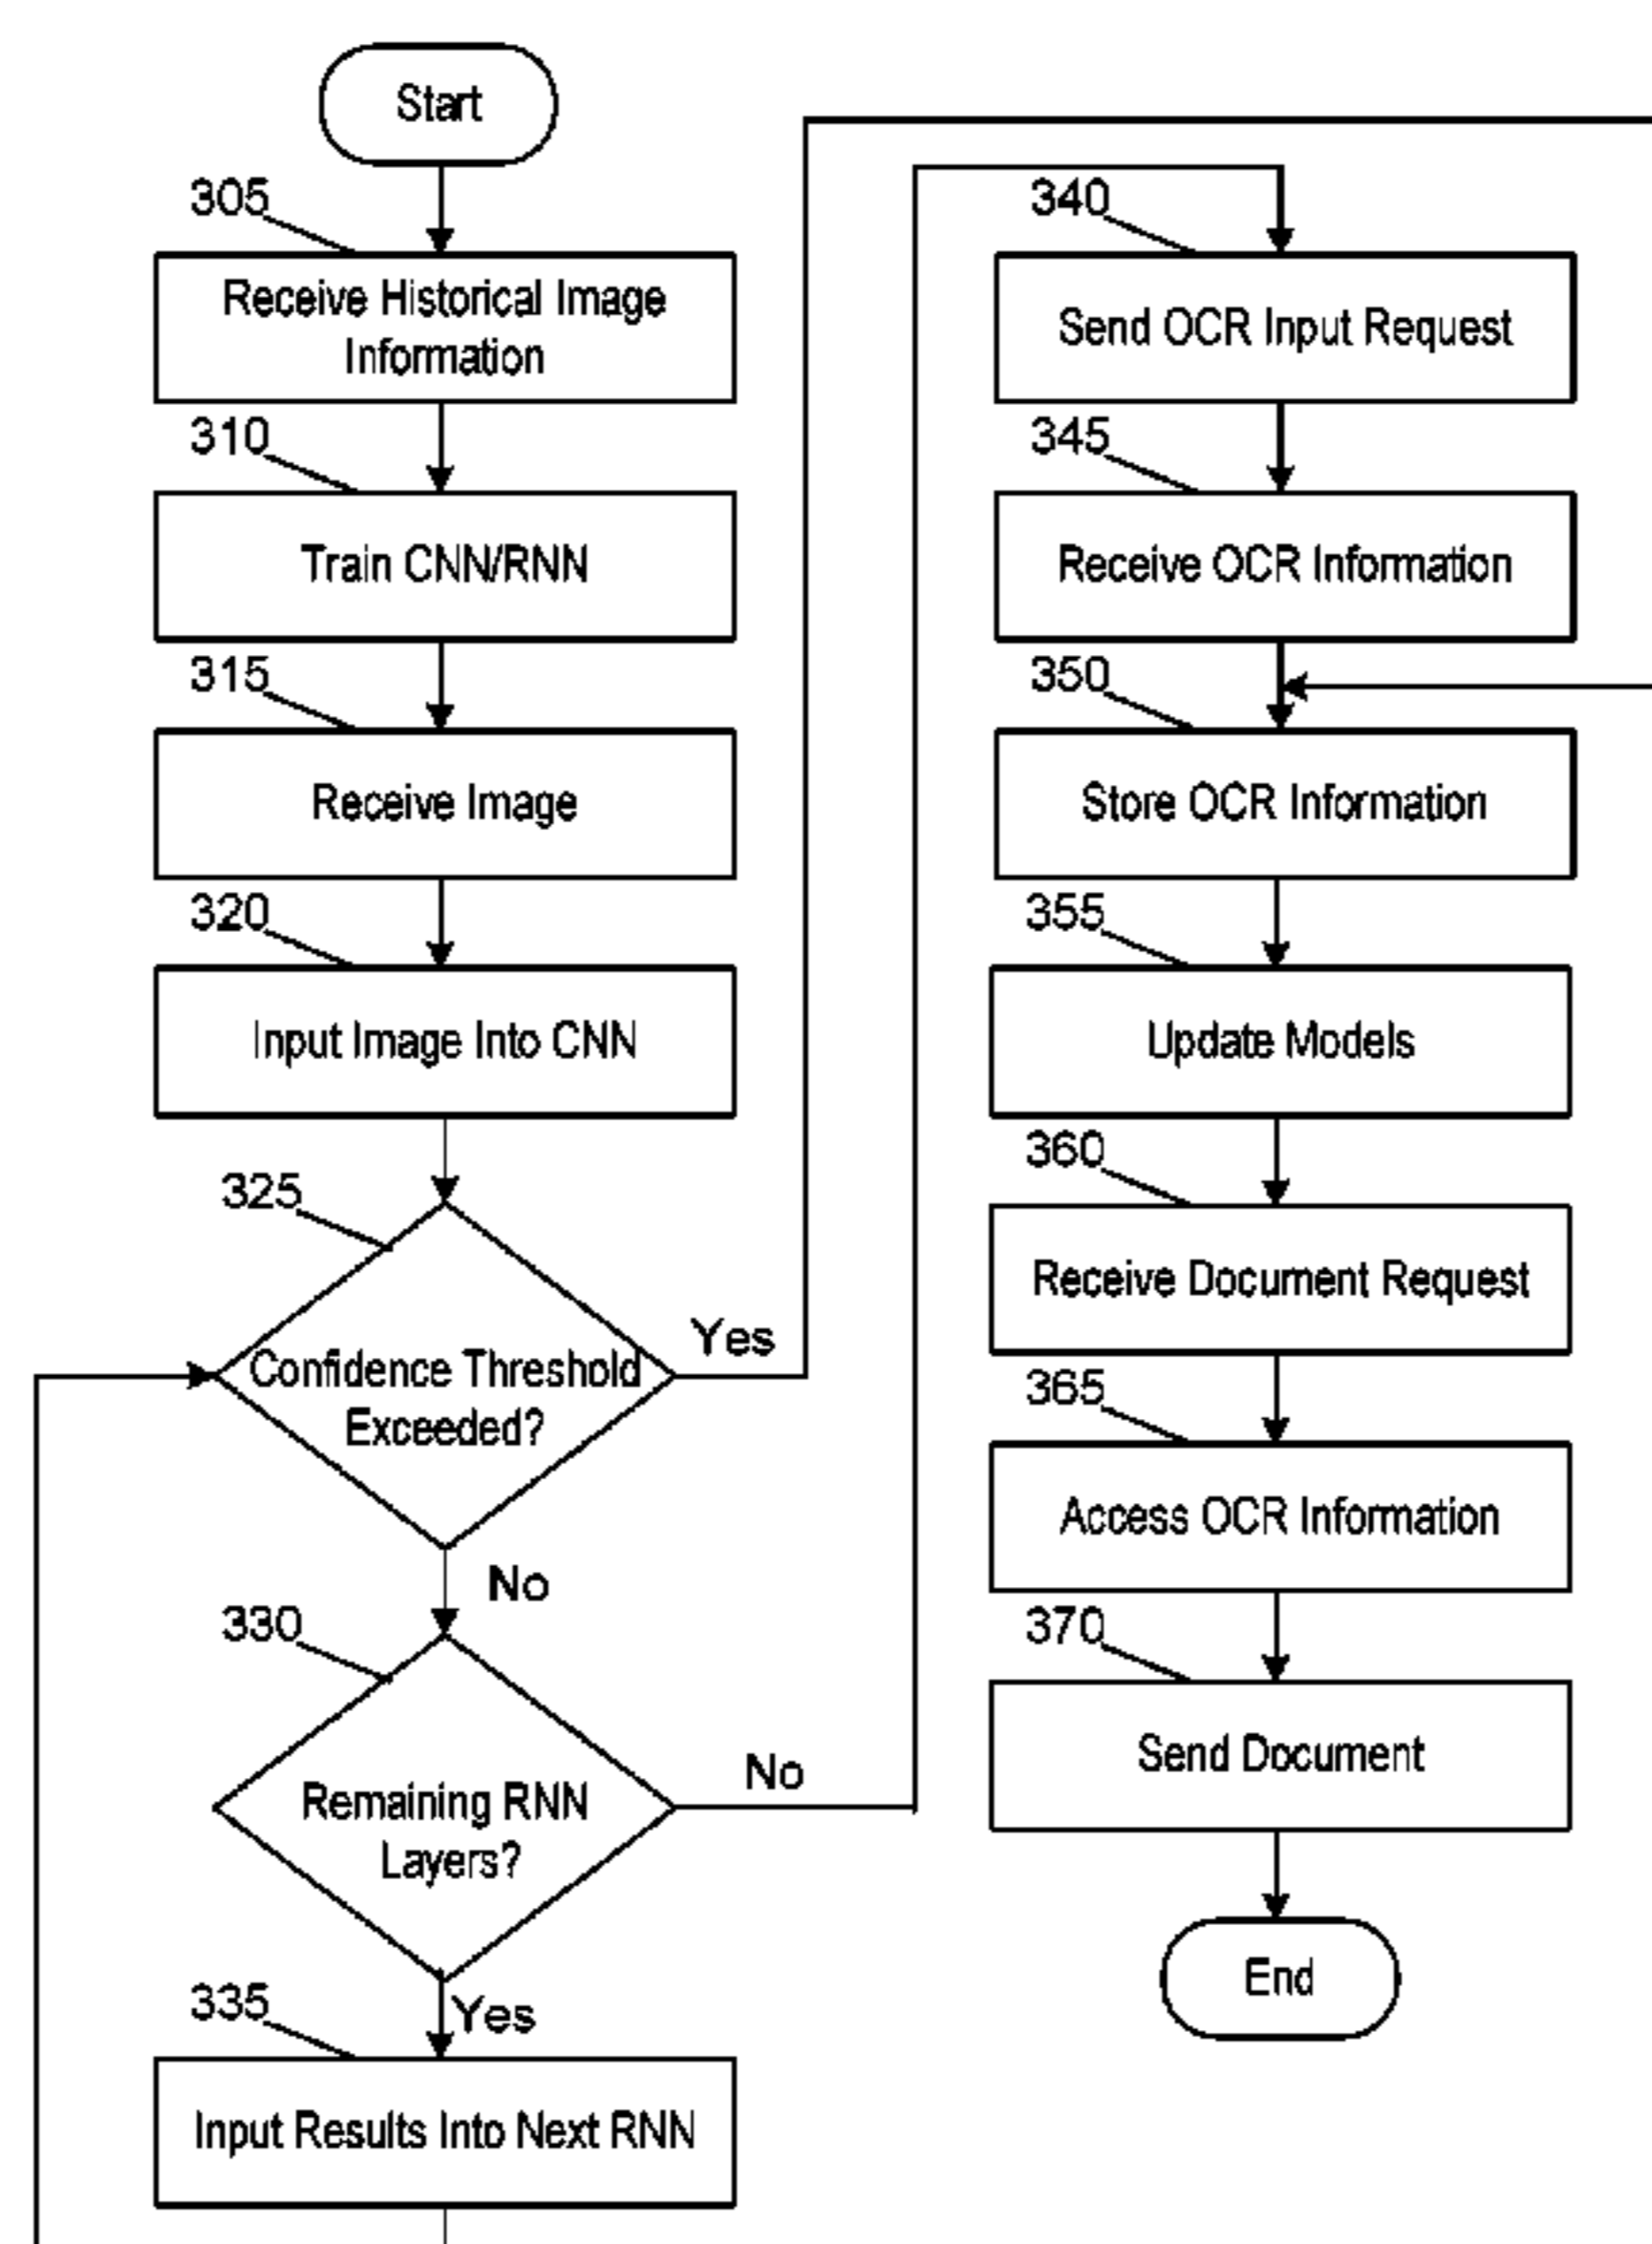 Start
305
Receive Historical Image
Information
310
Train CNN/RNN
315
Receive Image
320
Input Image Into CNN
325
Confidence Threshold
Exceeded?
Yes
No
330
Remaining RNN
Layers?
No
Yes
335
Input Results Into Next RNN
340
Send OCR Input Request
345
Receive OCR Information
350
Store OCR Information
355
Update Models
360
Receive Document Request
365
Access OCR Information
370
Send Document
End